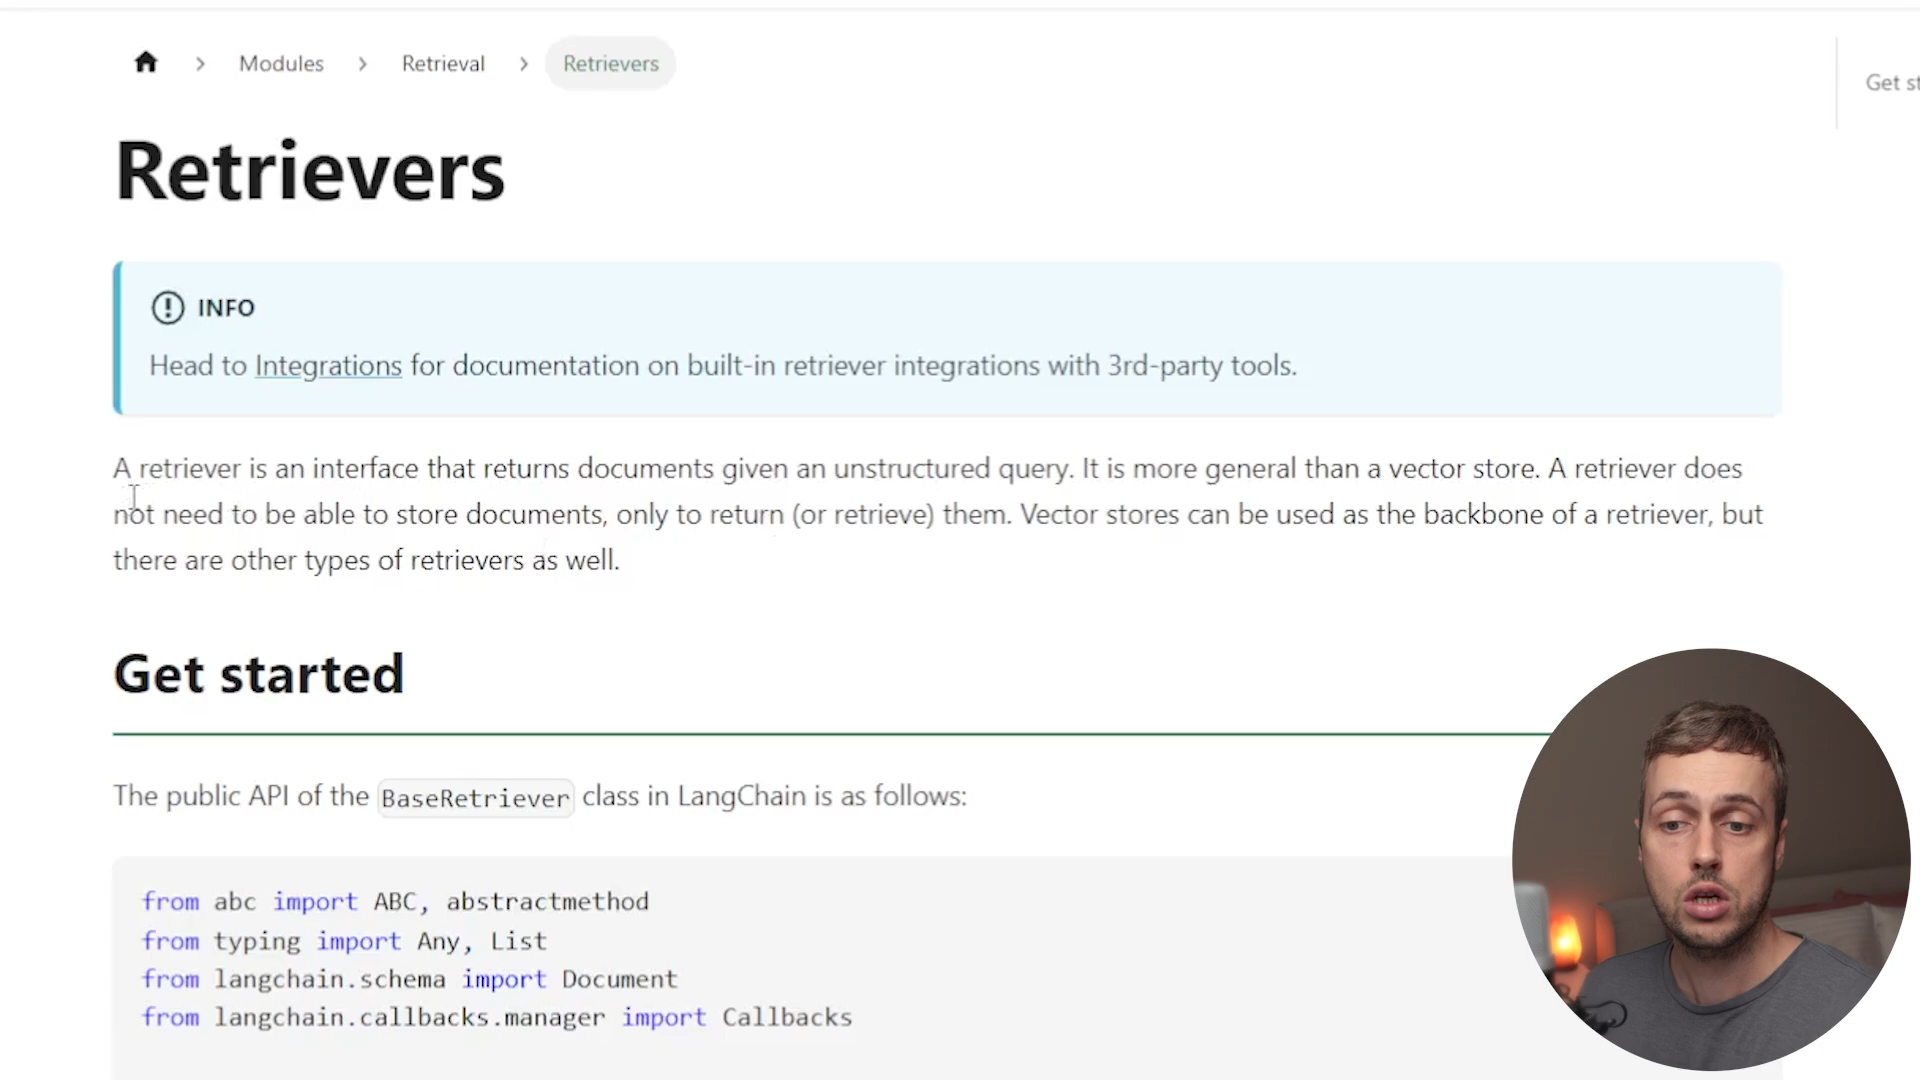 Modules > Retrieval > Retrievers
Get st
Retrievers
INFO
Head to Integrations for documentation on built-in retriever integrations with 3rd-party tools.
A retriever is an interface that returns documents given an unstructured query. It is more general than a vector store. A retriever does
not need to be able to store documents, only to return (or retrieve) them. Vector stores can be used as the backbone of a retriever, but
there are other types of retrievers as well.
Get started
The public API of the BaseRetriever class in LangChain is as follows:
from abc import ABC, abstractmethod
from typing import Any, List
from langchain.schema import Document
from langchain.callbacks.manager import Callbacks